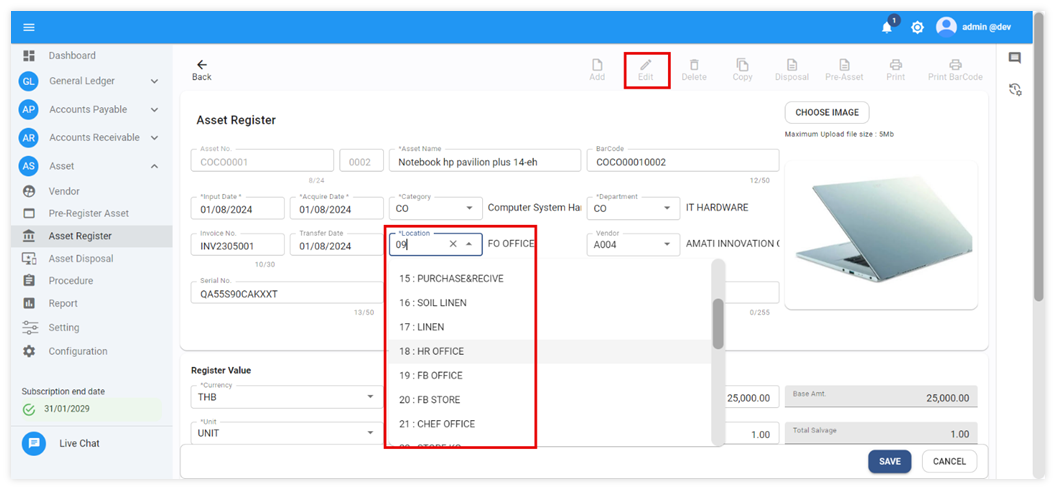 1
admin @dev
Dashboard
GL General Ledger
AP Accounts Payable
AR Accounts Receivable
AS Asset
Vendor
Pre-Register Asset
Asset Register
Asset Disposal
Procedure
Report
Setting
Configuration
Subscription end date
31/01/2029
Live Chat
Back
Add
Edit
Delete
Copy
Disposal
Pre-Asset
Print
Print BarCode
Asset Register
CHOOSE IMAGE
Maximum Upload file size : 5Mb
Asset No. *Asset Name BarCode
COCO0001 0002 Notebook hp pavilion plus 14-eh COCO00010002
8/24 12/50
*Input Date * *Acquire Date * *Category *Department
01/08/2024 01/08/2024 CO Computer System Har CO IT HARDWARE
Invoice No. Transfer Date *Location Vendor
INV2305001 01/08/2024 09 FO OFFICE A004 AMATI INNOVATION
10/30
Serial No.
QA55S90CAKXXT
13/50 0/255
15 : PURCHASE&RECIVE
16 : SOIL LINEN
17 : LINEN
18 : HR OFFICE
19 : FB OFFICE
20 : FB STORE
21 : CHEF OFFICE
Register Value
*Currency Base Amt.
THB 25,000.00 25,000.00
*Unit Total Salvage
UNIT 1.00 1.00
SAVE CANCEL